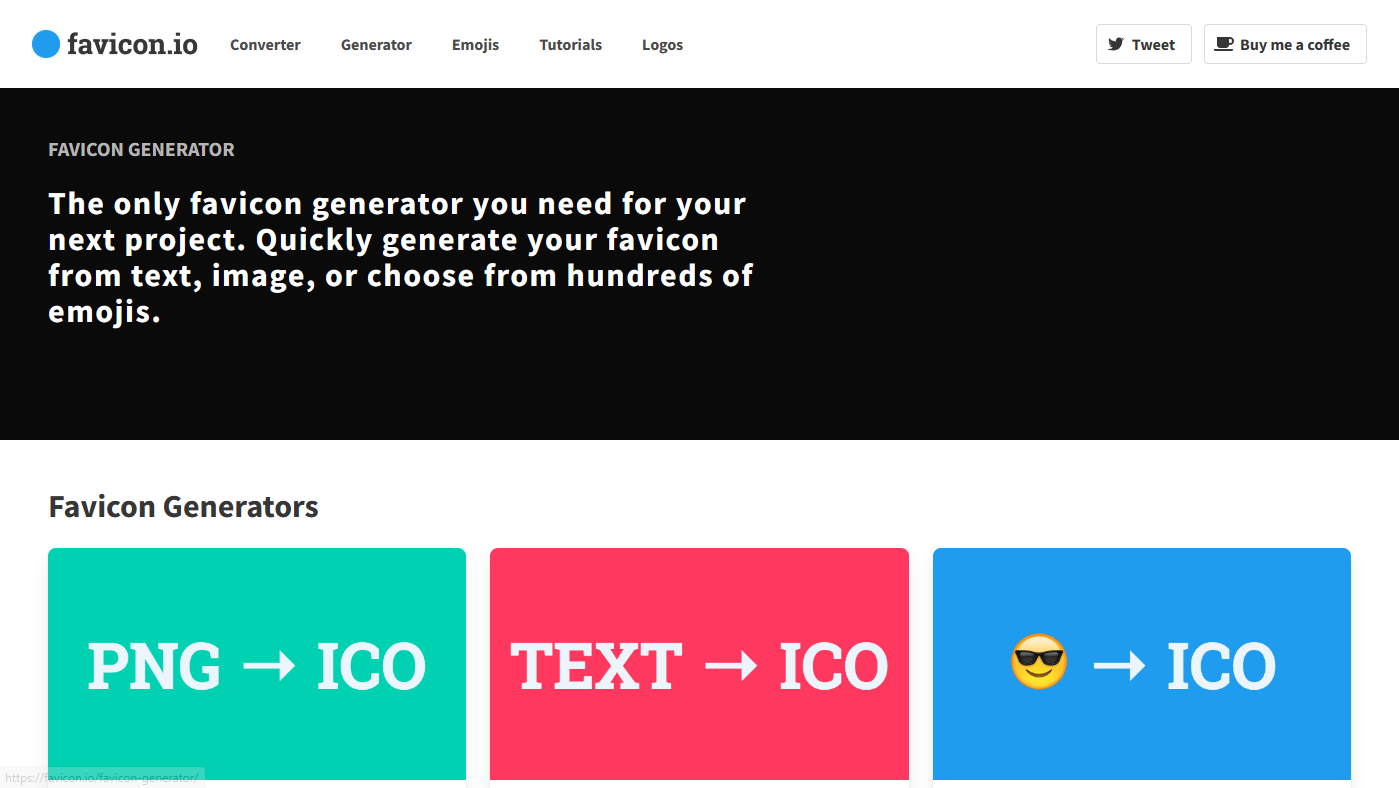 favicon.io
Converter
Generator
Emojis
Tutorials
Logos
Tweet
Buy me a coffee
FAVICON GENERATOR
The only favicon generator you need for your
next project. Quickly generate your favicon
from text, image, or choose from hundreds of
emojis.
Favicon Generators
PNG → ICO
TEXT → ICO
😎 → ICO
https://favicon.io/favicon-generator/